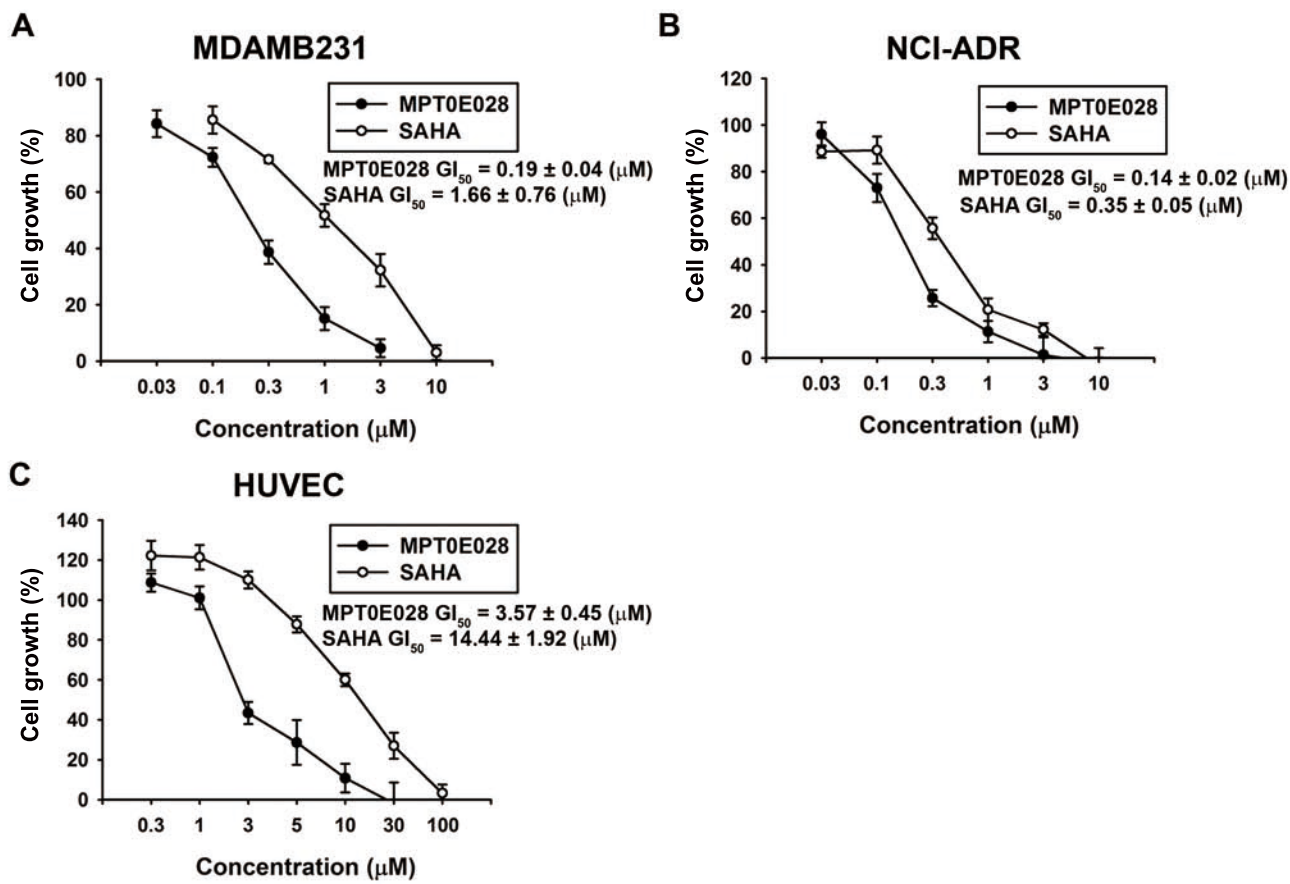 A
MDAMB231
100
80
60
40
20
0
Cell growth (%)
MPT0E028
SAHA
MPT0E028 GI50 = 0.19 ± 0.04 (μM)
SAHA GI50 = 1.66 ± 0.76 (μM)
0.03 0.1 0.3 1 3 10
Concentration (μM)
B
NCI-ADR
120
100
80
60
40
20
0
Cell growth (%)
MPT0E028
SAHA
MPT0E028 GI50 = 0.14 ± 0.02 (μM)
SAHA GI50 = 0.35 ± 0.05 (μM)
0.03 0.1 0.3 1 3 10
Concentration (μM)
C
HUVEC
140
120
100
80
60
40
20
0
Cell growth (%)
MPT0E028
SAHA
MPT0E028 GI50 = 3.57 ± 0.45 (μM)
SAHA GI50 = 14.44 ± 1.92 (μM)
0.3 1 3 5 10 30 100
Concentration (μM)